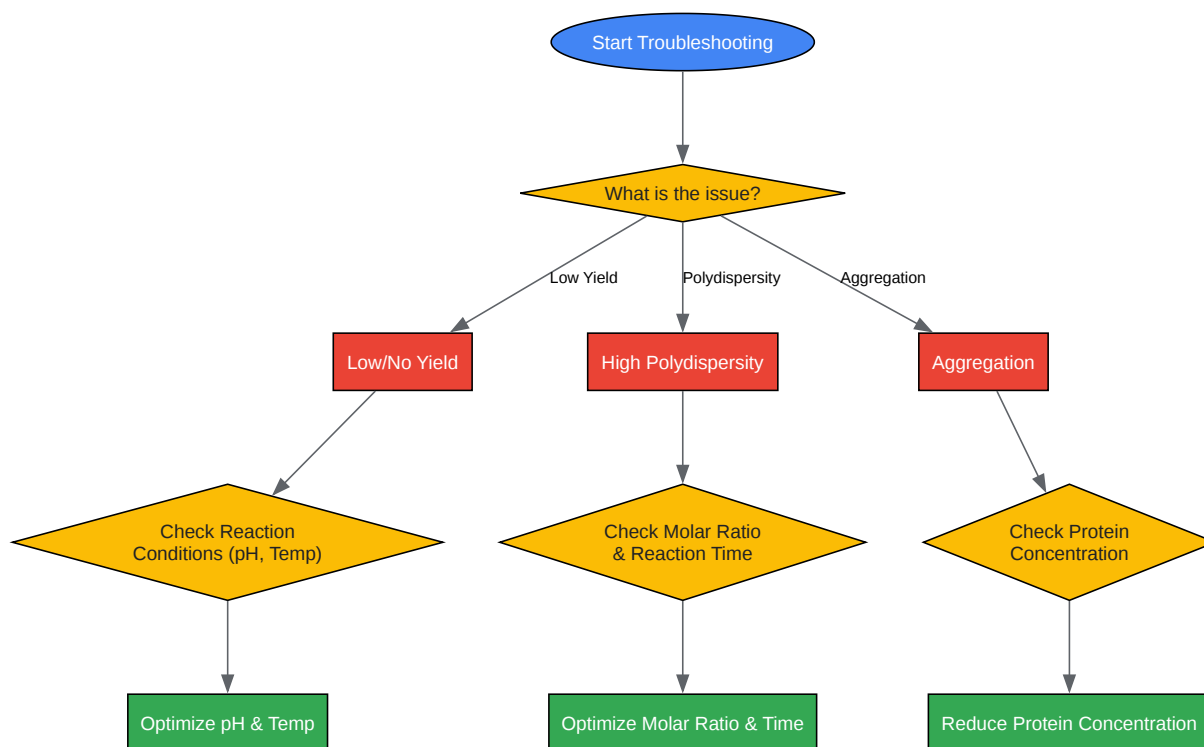 Start Troubleshooting
What is the issue?
Low Yield
Polydispersity
Aggregation
Low/No Yield
High Polydispersity
Aggregation
Check Reaction
Conditions (pH, Temp)
Check Molar Ratio
& Reaction Time
Check Protein
Concentration
Optimize pH & Temp
Optimize Molar Ratio & Time
Reduce Protein Concentration